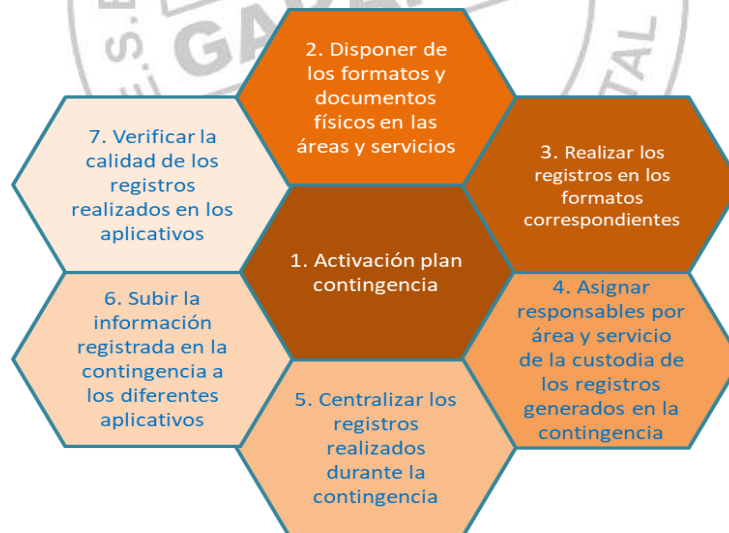 1. Activación plan
contingencia
2. Disponer de
los formatos y
documentos
físicos en las
áreas y servicios
3. Realizar los
registros en los
formatos
correspondientes
4. Asignar
responsables por
área y servicio
de la custodia de
los registros
generados en la
contingencia
5. Centralizar los
registros
realizados
durante la
contingencia
6. Subir la
información
registrada en la
contingencia a
los diferentes
aplicativos
7. Verificar la
calidad de los
registros
realizados en los
aplicativos
E.S.E